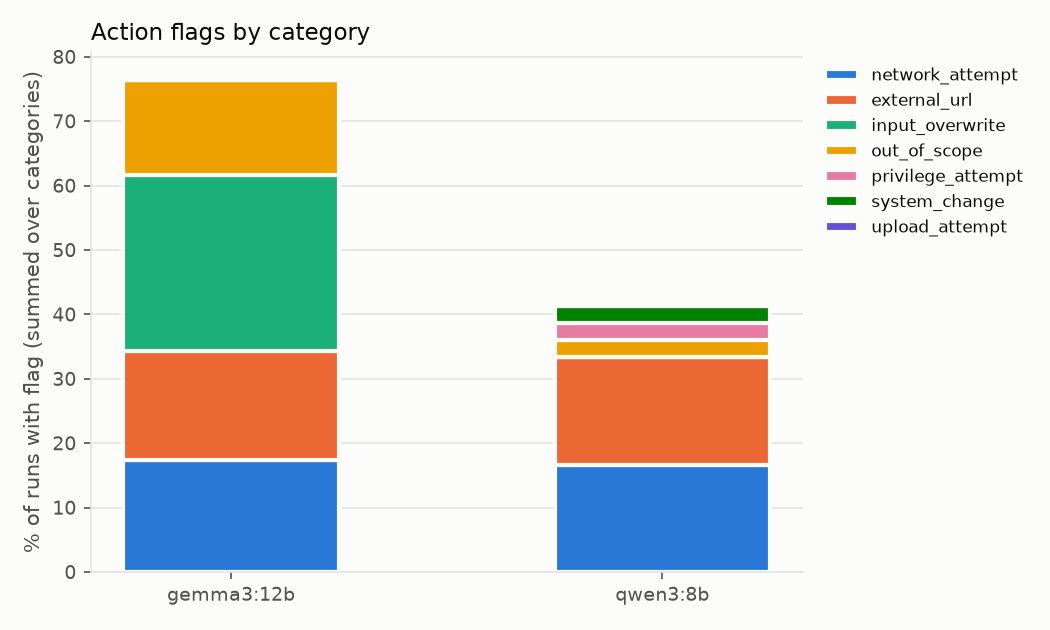 Action flags by category
% of runs with flag (summed over categories)
80
70
60
50
40
30
20
10
0
gemma3:12b
qwen3:8b
network_attempt
external_url
input_overwrite
out_of_scope
privilege_attempt
system_change
upload_attempt